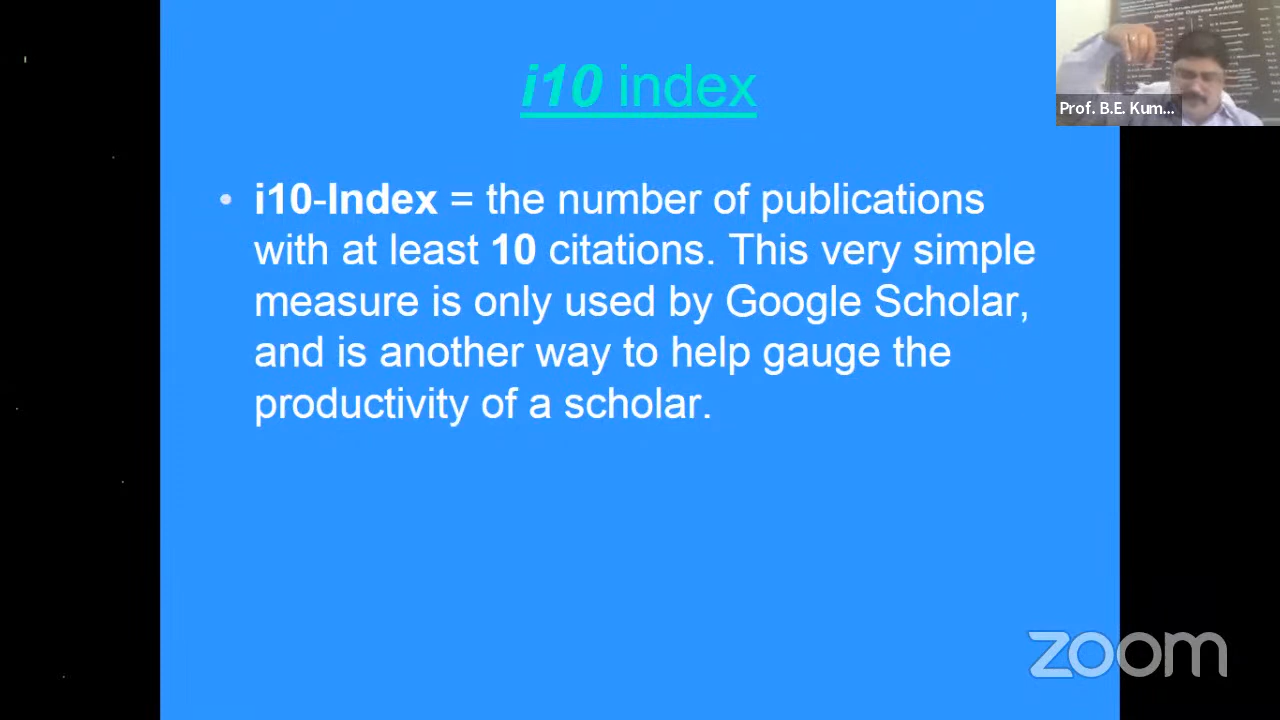 i10 index
• i10-Index = the number of publications
with at least 10 citations. This very simple
measure is only used by Google Scholar,
and is another way to help gauge the
productivity of a scholar.
Prof. B.E. Kum...
zoom